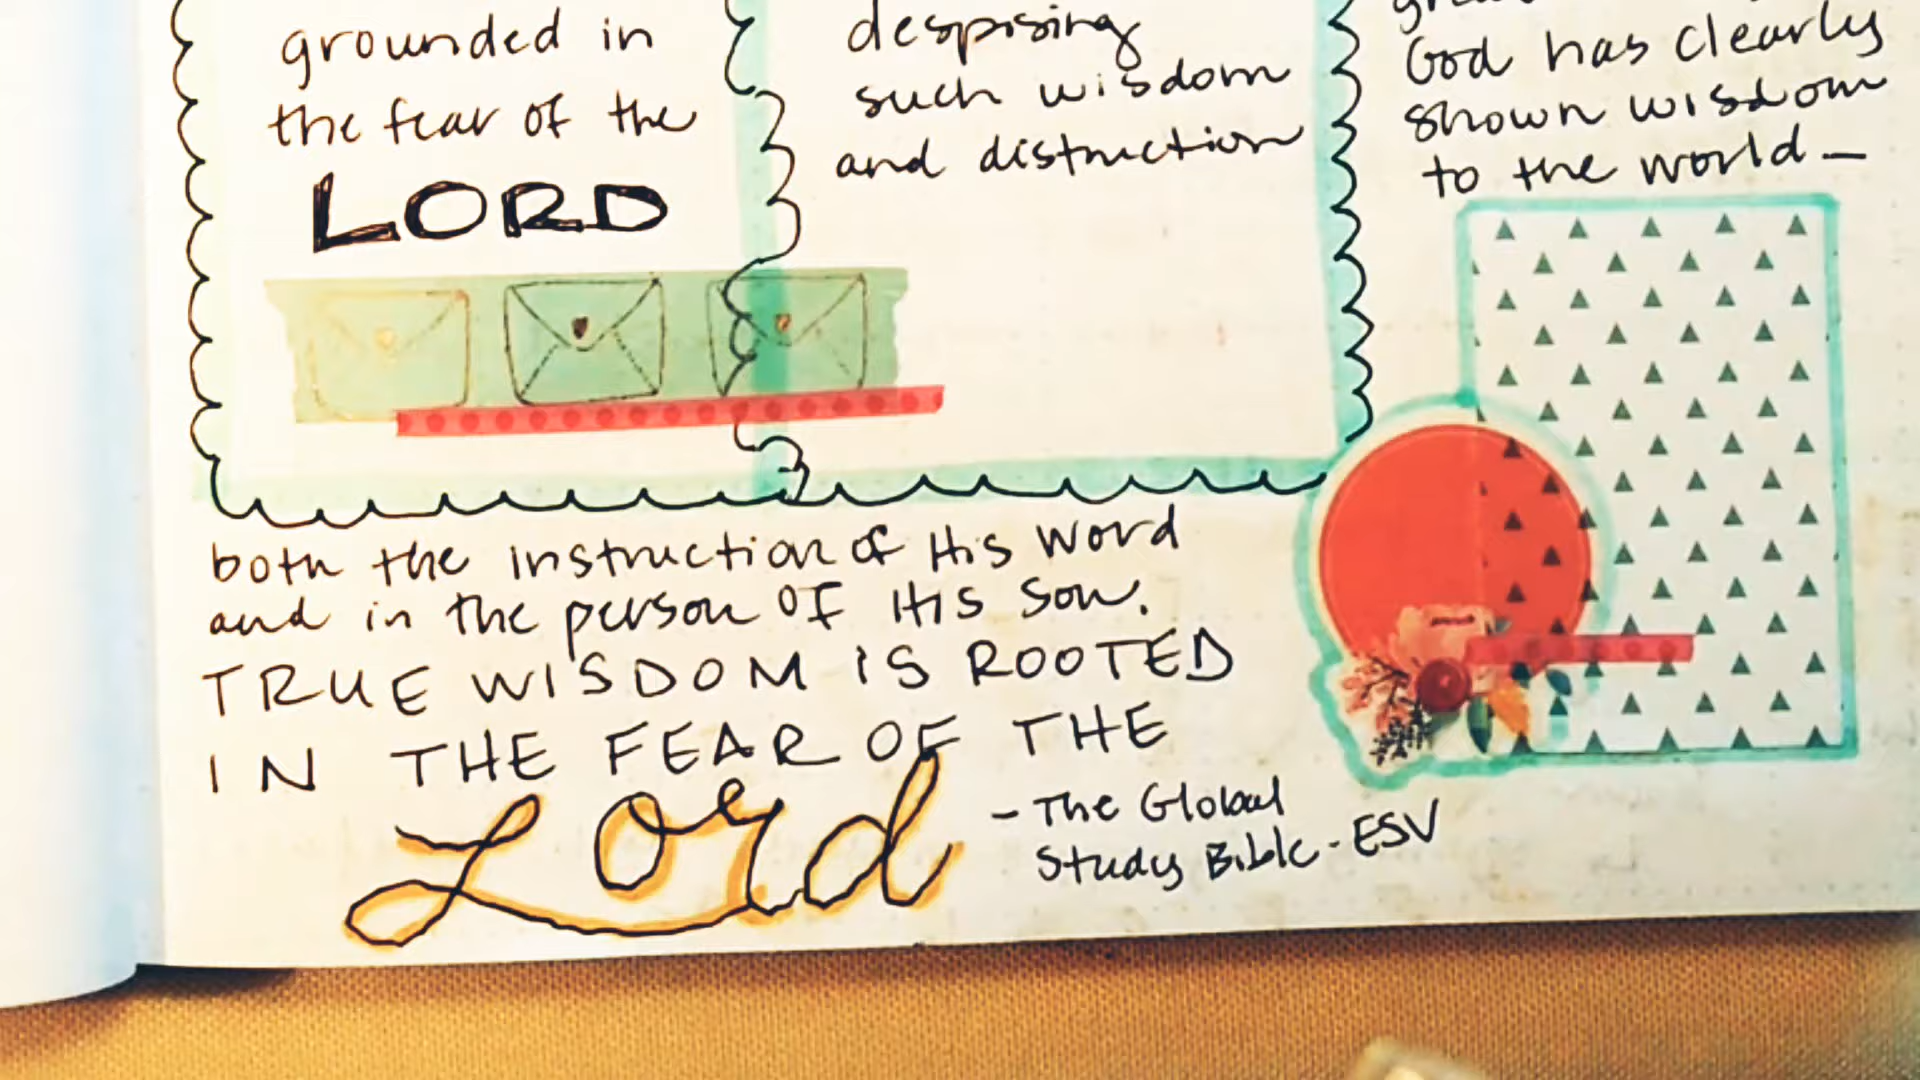 grounded in
the fear of the
LORD
despising
such wisdom
and distruction
God has clearly
shown wisdom
to the world —
both the instruction of His word
and in the person of His son.
TRUE WISDOM IS ROOTED
IN THE FEAR OF THE
Lord
- The Global
Study Bible - ESV